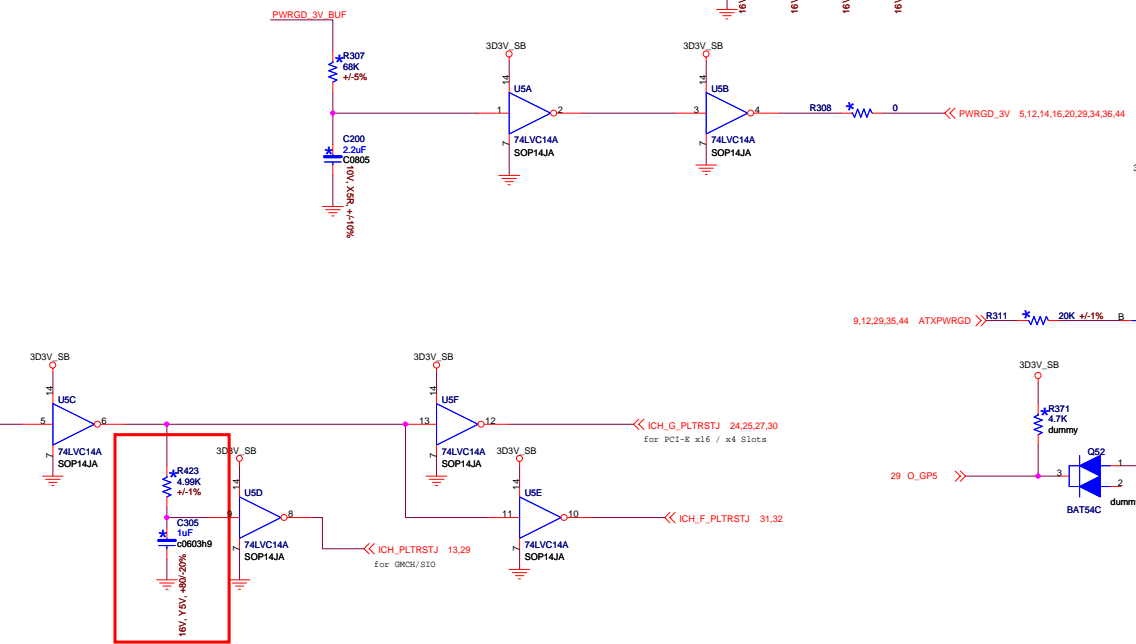 PWRGD_3V_BUF
R307
68K
+/-5%
C200
2.2uF
C0805
10V, X5R, +/-10%
3D3V_SB
14
U5A
1
2
7
74LVC14A
SOP14JA
3D3V_SB
14
U5B
3
4
7
74LVC14A
SOP14JA
R308
0
PWRGD_3V 5,12,14,16,20,29,34,36,44
9,12,29,35,44 ATXPWRGD
R311
20K +/-1%
B
3D3V_SB
14
U5C
5
6
7
74LVC14A
SOP14JA
R423
4.99K
+/-1%
C305
1uF
c0603h9
16V, Y5V, +80/-20%
3D3V_SB
14
U5D
9
8
7
74LVC14A
SOP14JA
ICH_PLTRSTJ 13,29
for GMCH/SIO
3D3V_SB
14
U5F
13
12
7
74LVC14A
SOP14JA
ICH_G_PLTRSTJ 24,25,27,30
for PCI-E x16 / x4 Slots
3D3V_SB
14
U5E
11
10
7
74LVC14A
SOP14JA
ICH_F_PLTRSTJ 31,32
3D3V_SB
R371
4.7K
dummy
29 O_GP5
Q52
3
1
2
BAT54C